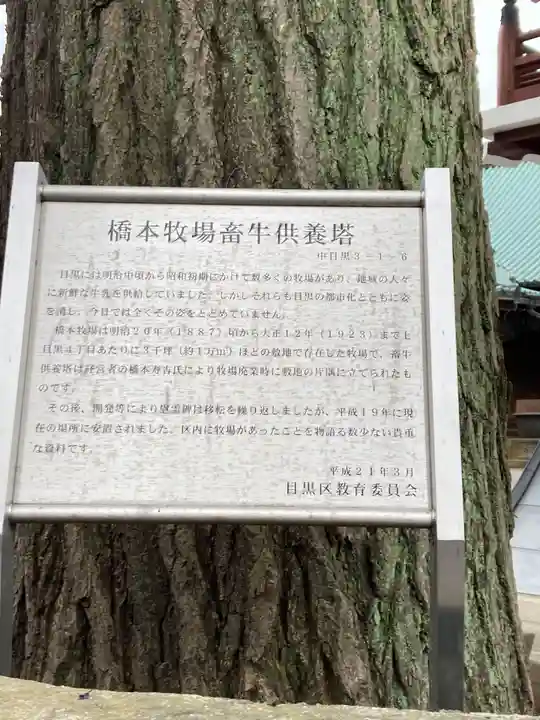 橋本牧場畜牛供養塔
中目黒3-1-6
目黒には明治中頃から昭和初期にかけて数多くの牧場があり、地域の人々
に新鮮な牛乳を供給していました。しかしそれらも目黒の都市化とともに姿
を消し、今日では全くその姿をとどめていません。
橋本牧場は明治20年(1887)頃から大正12年(1923)まで上
目黒4丁目あたりに3千坪(約1万㎡)ほどの敷地で存在した牧場で、畜牛
供養塔は経営者の橋本寿吉氏により牧場廃業時に敷地の片隅に立てられたも
のです。
その後、開発等により慰霊碑は移転を繰り返しましたが、平成19年に現
在の場所に安置されました。区内に牧場があったことを物語る数少ない貴重
な資料です。
平成21年3月
目黒区教育委員会